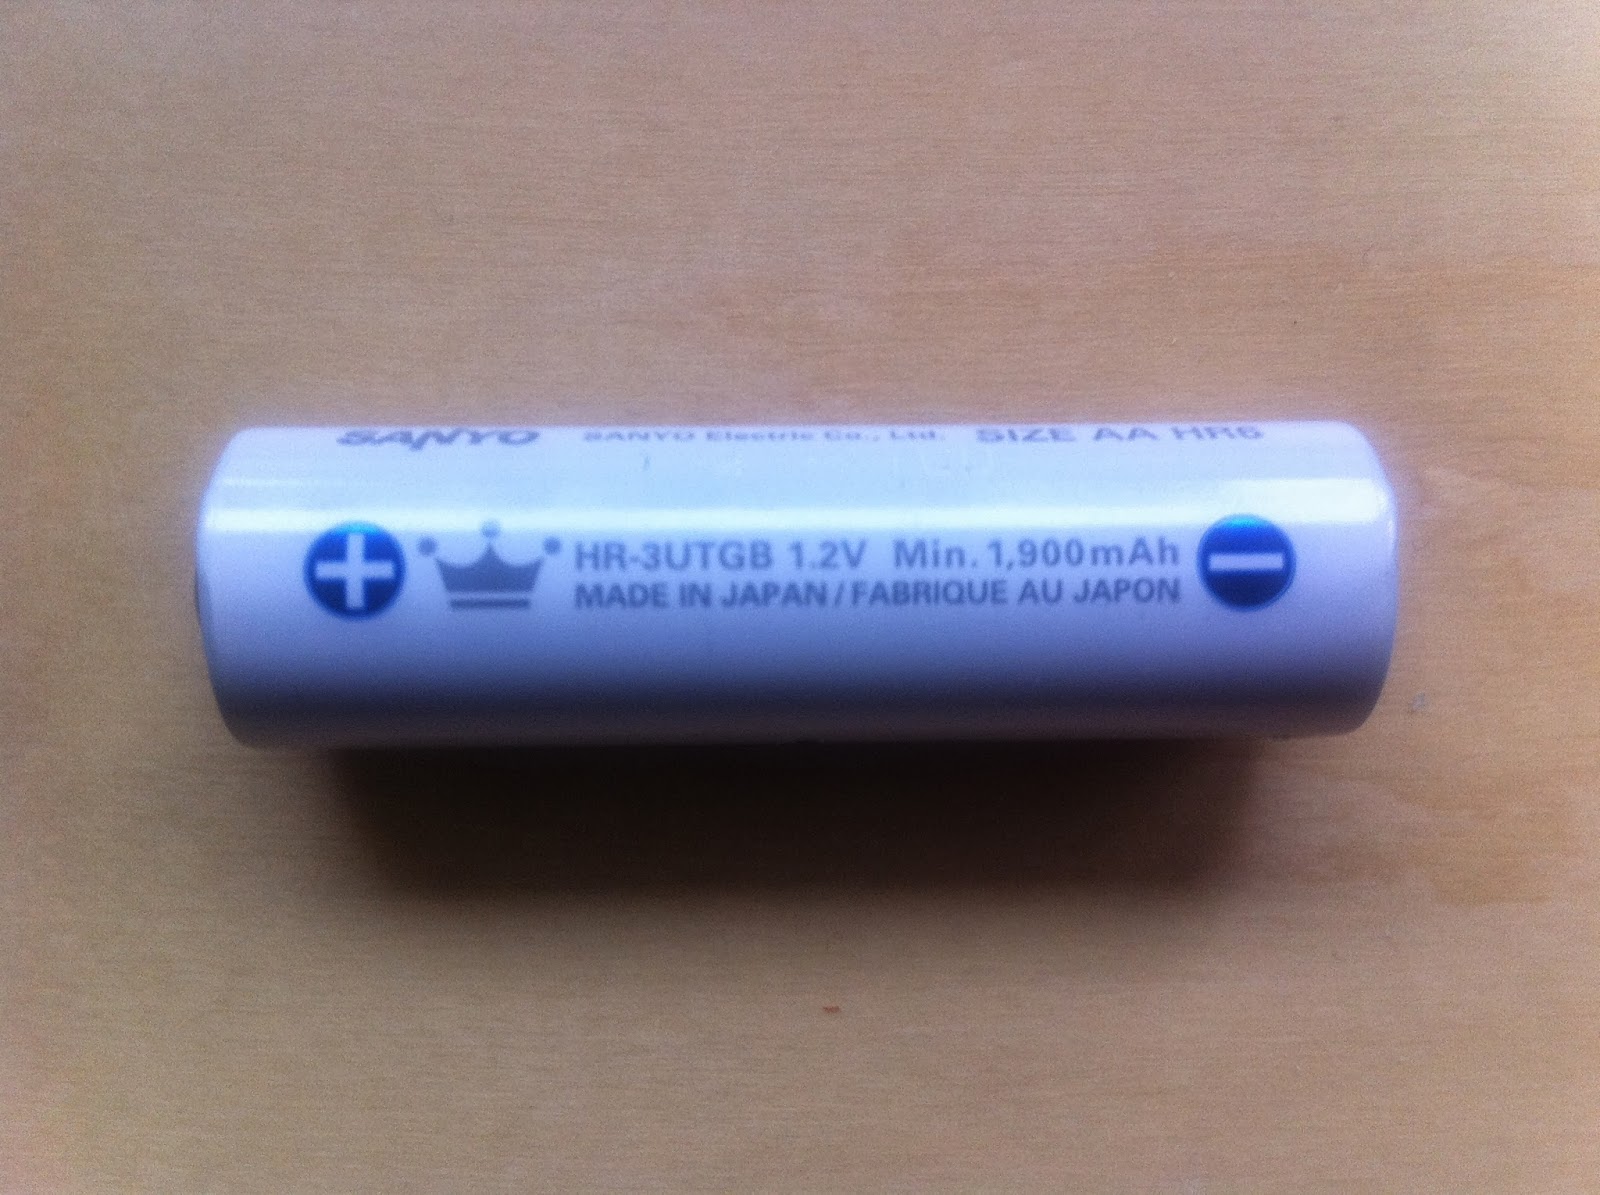 SANYO SANYO Electric Co., Ltd. SIZE AA HR6
HR-3UTGB 1.2V Min. 1,900mAh
MADE IN JAPAN / FABRIQUE AU JAPON